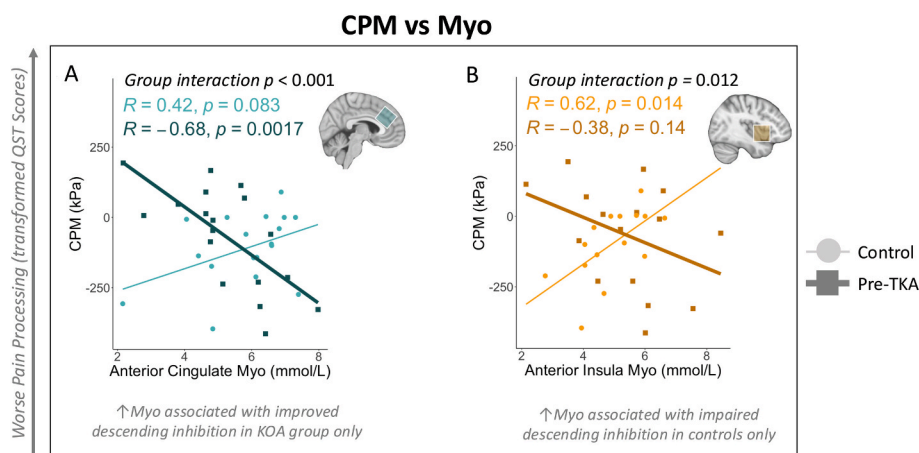 CPM vs Myo
Worse Pain Processing (transformed QST Scores)
A
Group interaction p < 0.001
R = 0.42, p = 0.083
R = −0.68, p = 0.0017
CPM (kPa)
250
0
-250
2
4
6
8
Anterior Cingulate Myo (mmol/L)
↑Myo associated with improved
descending inhibition in KOA group only
B
Group interaction p = 0.012
R = 0.62, p = 0.014
R = −0.38, p = 0.14
CPM (kPa)
250
0
-250
2
4
6
8
Anterior Insula Myo (mmol/L)
↑Myo associated with impaired
descending inhibition in controls only
Control
Pre-TKA